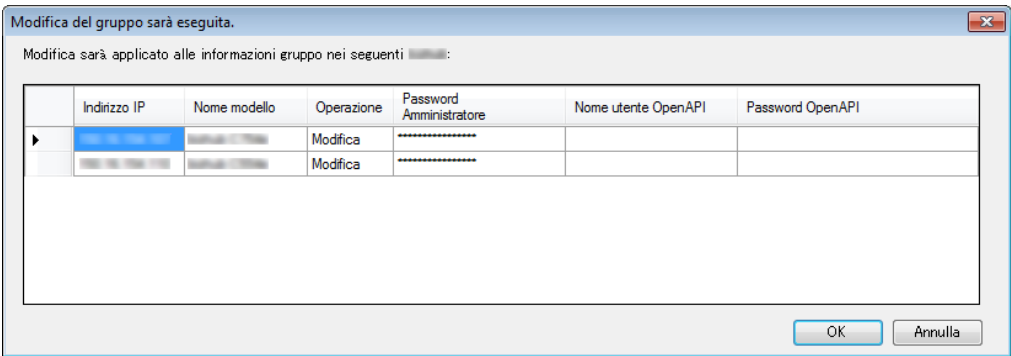 Modifica del gruppo sarà eseguita.
Modifica sarà applicato alle informazioni gruppo nei seguenti :
Indirizzo IP Nome modello Operazione Password Amministratore Nome utente OpenAPI Password OpenAPI
Modifica ****************
Modifica ****************
OK Annulla